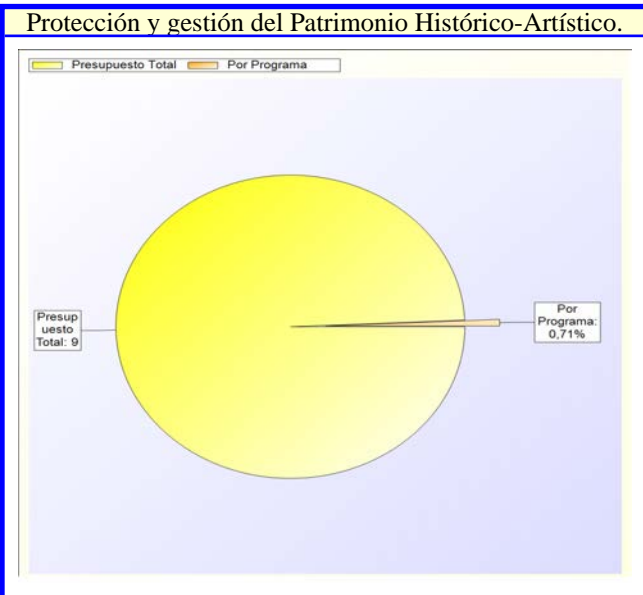 Protección y gestión del Patrimonio Histórico-Artístico.
Presupuesto Total Por Programa
Presup
uesto
Total: 9
Por
Programa:
0,71%